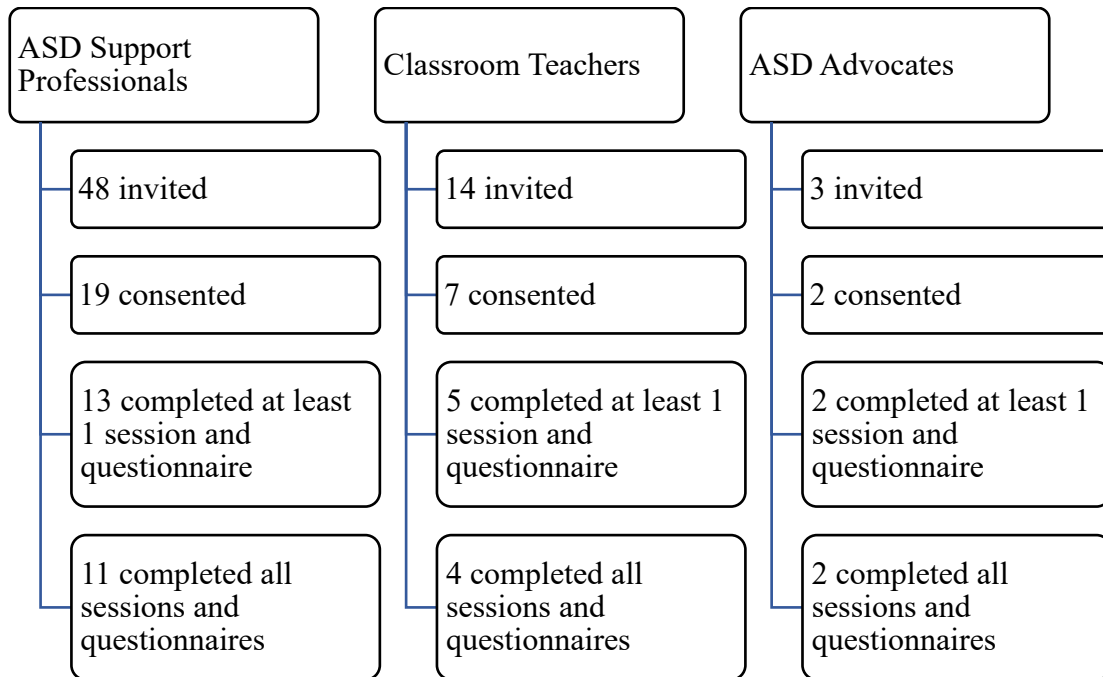 ASD Support
Professionals
48 invited
19 consented
13 completed at least
1 session and
questionnaire
11 completed all
sessions and
questionnaires
Classroom Teachers
14 invited
7 consented
5 completed at least 1
session and
questionnaire
4 completed all
sessions and
questionnaires
ASD Advocates
3 invited
2 consented
2 completed at least 1
session and
questionnaire
2 completed all
sessions and
questionnaires